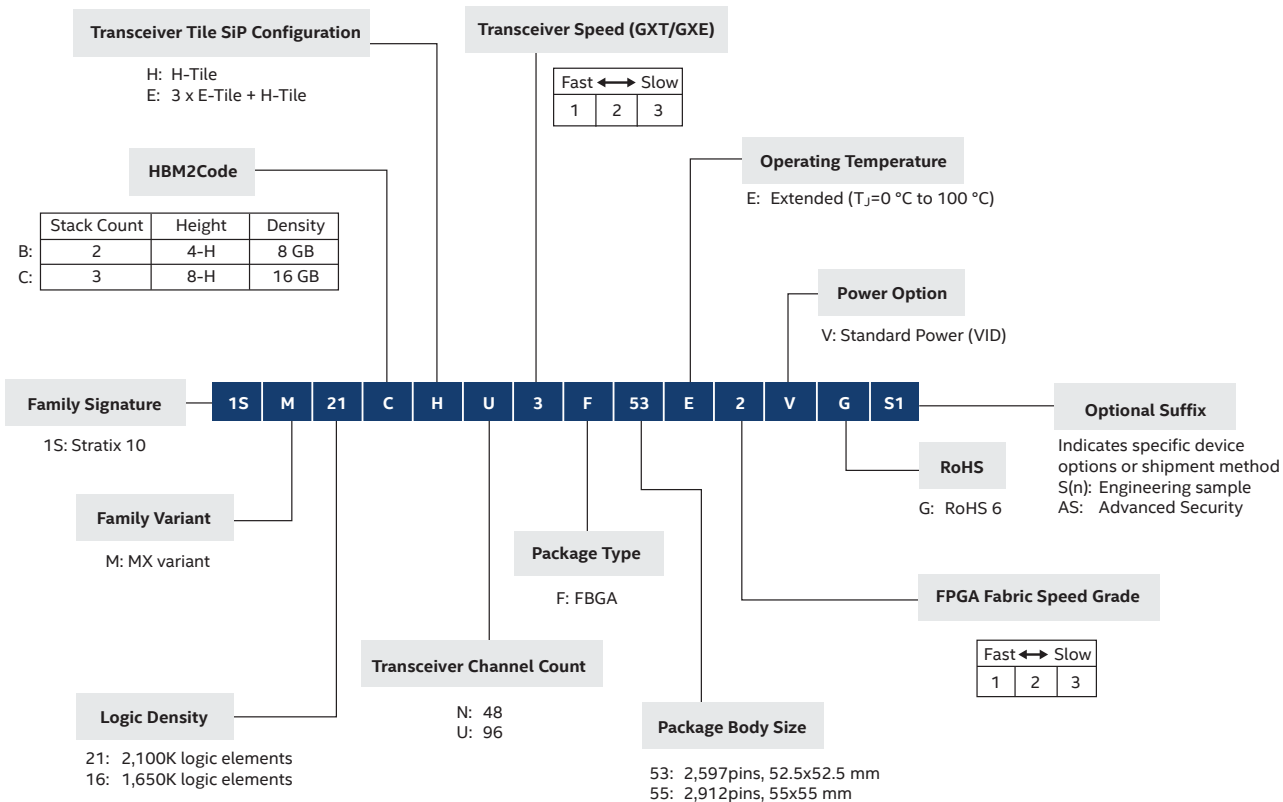 Transceiver Tile SiP Configuration
H: H-Tile
E: 3 x E-Tile + H-Tile
Transceiver Speed (GXT/GXE)
Fast Slow
1 2 3
HBM2Code
Stack Count Height Density
B: 2 4-H 8 GB
C: 3 8-H 16 GB
Operating Temperature
E: Extended (TJ=0 °C to 100 °C)
Power Option
V: Standard Power (VID)
Family Signature
1S: Stratix 10
1S M 21 C H U 3 F 53 E 2 V G S1
Optional Suffix
Indicates specific device
options or shipment method
S(n): Engineering sample
AS: Advanced Security
RoHS
G: RoHS 6
Family Variant
M: MX variant
Package Type
F: FBGA
FPGA Fabric Speed Grade
Fast Slow
1 2 3
Transceiver Channel Count
N: 48
U: 96
Logic Density
21: 2,100K logic elements
16: 1,650K logic elements
Package Body Size
53: 2,597pins, 52.5x52.5 mm
55: 2,912pins, 55x55 mm